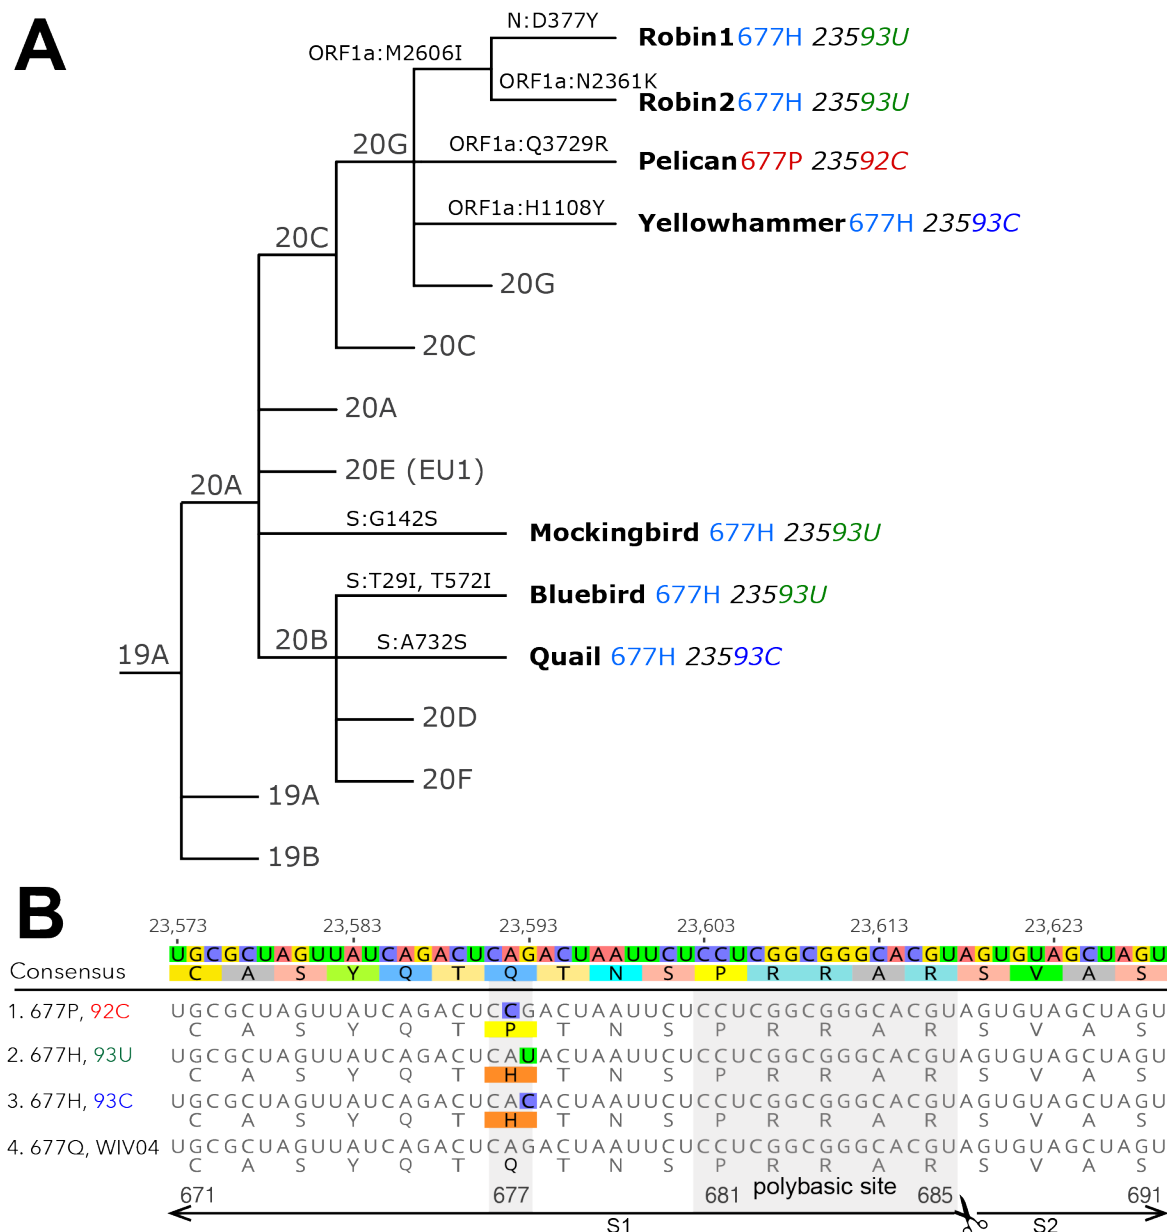 A
N:D377Y
Robin1 677H 23593U
ORF1a:M2606I
ORF1a:N2361K
Robin2 677H 23593U
20G
ORF1a:Q3729R
Pelican 677P 23592C
ORF1a:H1108Y
Yellowhammer 677H 23593C
20C
20G
20C
20A
20E (EU1)
20A
S:G142S
Mockingbird 677H 23593U
S:T29I, T572I
Bluebird 677H 23593U
20B
S:A732S
Quail 677H 23593C
19A
20D
20F
19A
19B
B
23,573 23,583 23,593 23,603 23,613 23,623
UGCGCUAGUUAUCAGACUCAGACUAAUUCUCCUCGGCGGGCACGUAGUGUAGCUAGU
Consensus C A S Y Q T Q T N S P R R A R S V A S
1. 677P, 92C UGCGCUAGUUAUCAGACUCCGACUAAUUCUCCUCGGCGGGCACGUAGUGUAGCUAGU
C A S Y Q T P T N S P R R A R S V A S
2. 677H, 93U UGCGCUAGUUAUCAGACUCAUACUAAUUCUCCUCGGCGGGCACGUAGUGUAGCUAGU
C A S Y Q T H T N S P R R A R S V A S
3. 677H, 93C UGCGCUAGUUAUCAGACUCACACUAAUUCUCCUCGGCGGGCACGUAGUGUAGCUAGU
C A S Y Q T H T N S P R R A R S V A S
4. 677Q, WIV04 UGCGCUAGUUAUCAGACUCAGACUAAUUCUCCUCGGCGGGCACGUAGUGUAGCUAGU
C A S Y Q T Q T N S P R R A R S V A S
polybasic site
671 677 681 685 691
S1 S2